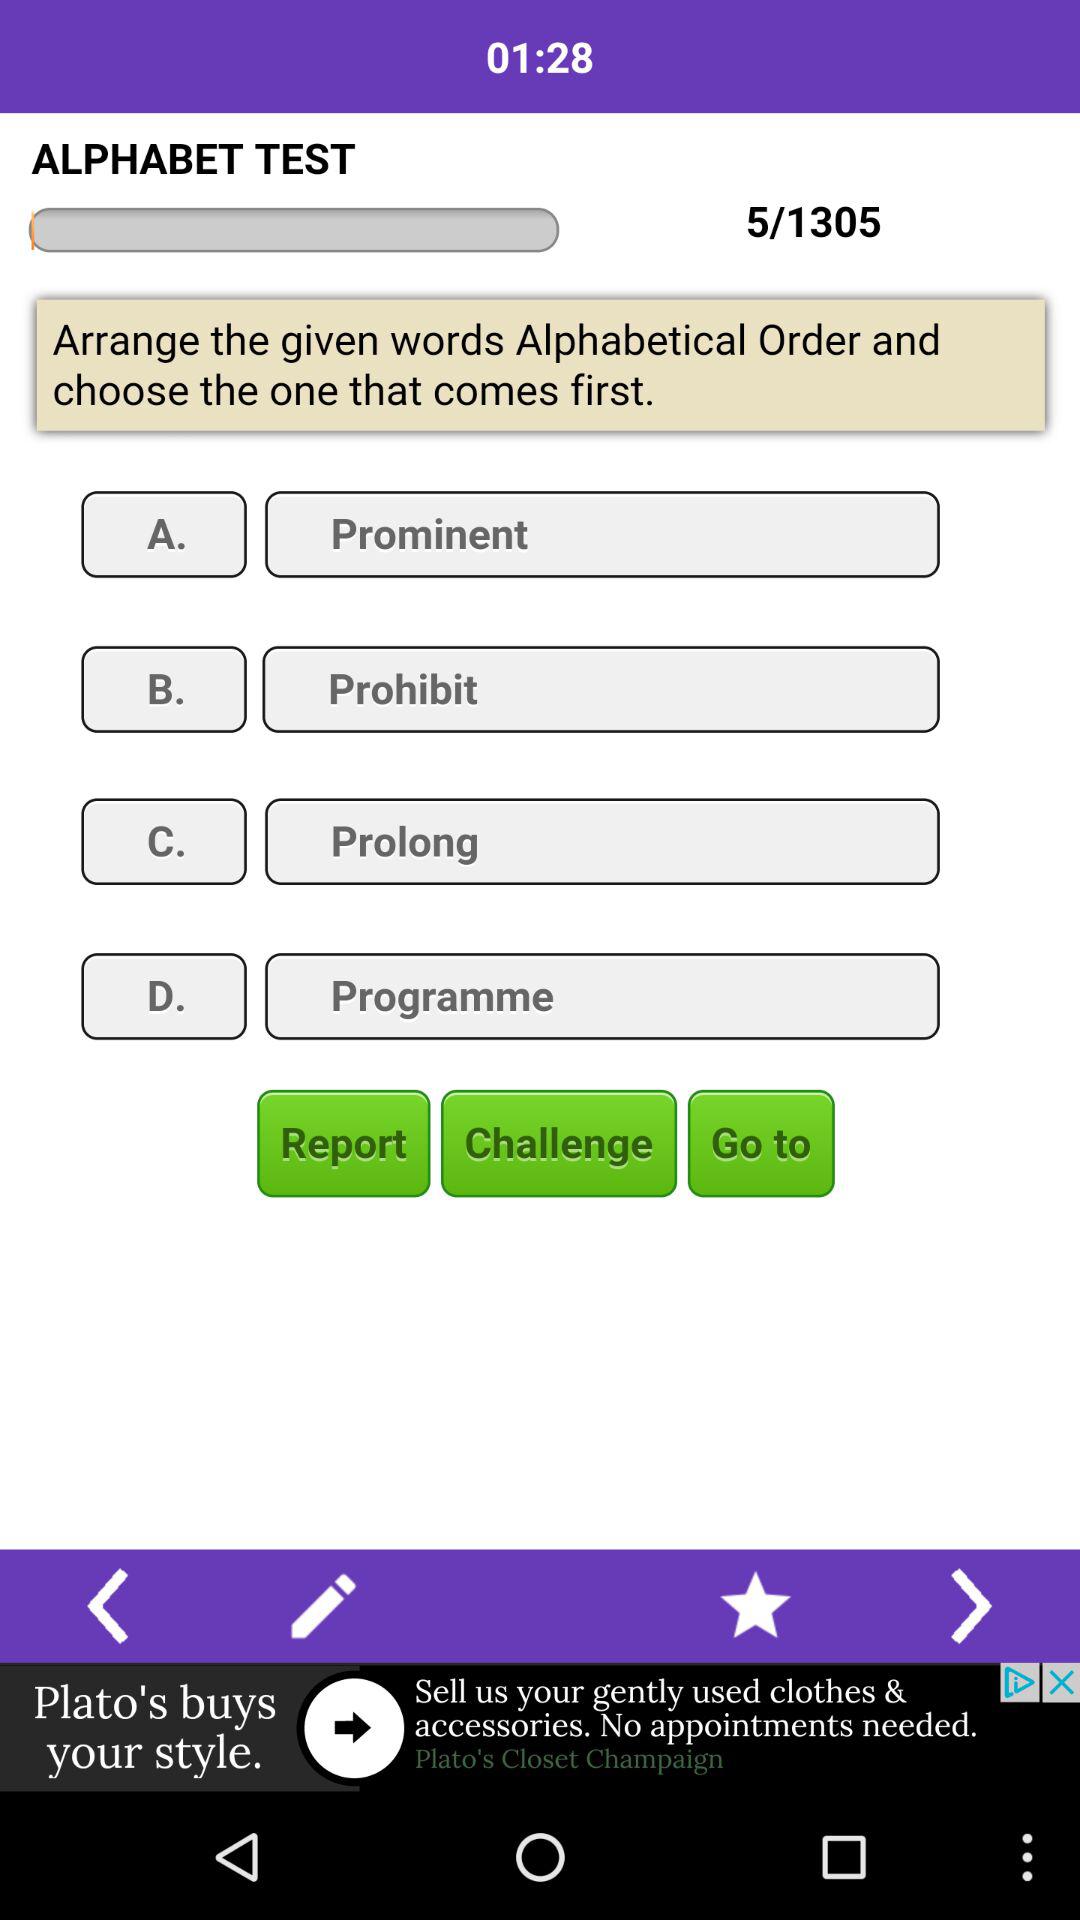 01:28
ALPHABET TEST
5/1305
Arrange the given words Alphabetical Order and
choose the one that comes first.
A. Prominent
B. Prohibit
C. Prolong
D. Programme
Report Challenge Go to
Plato's buys
your style.
Sell us your gently used clothes &
accessories. No appointments needed.
Plato's Closet Champaign